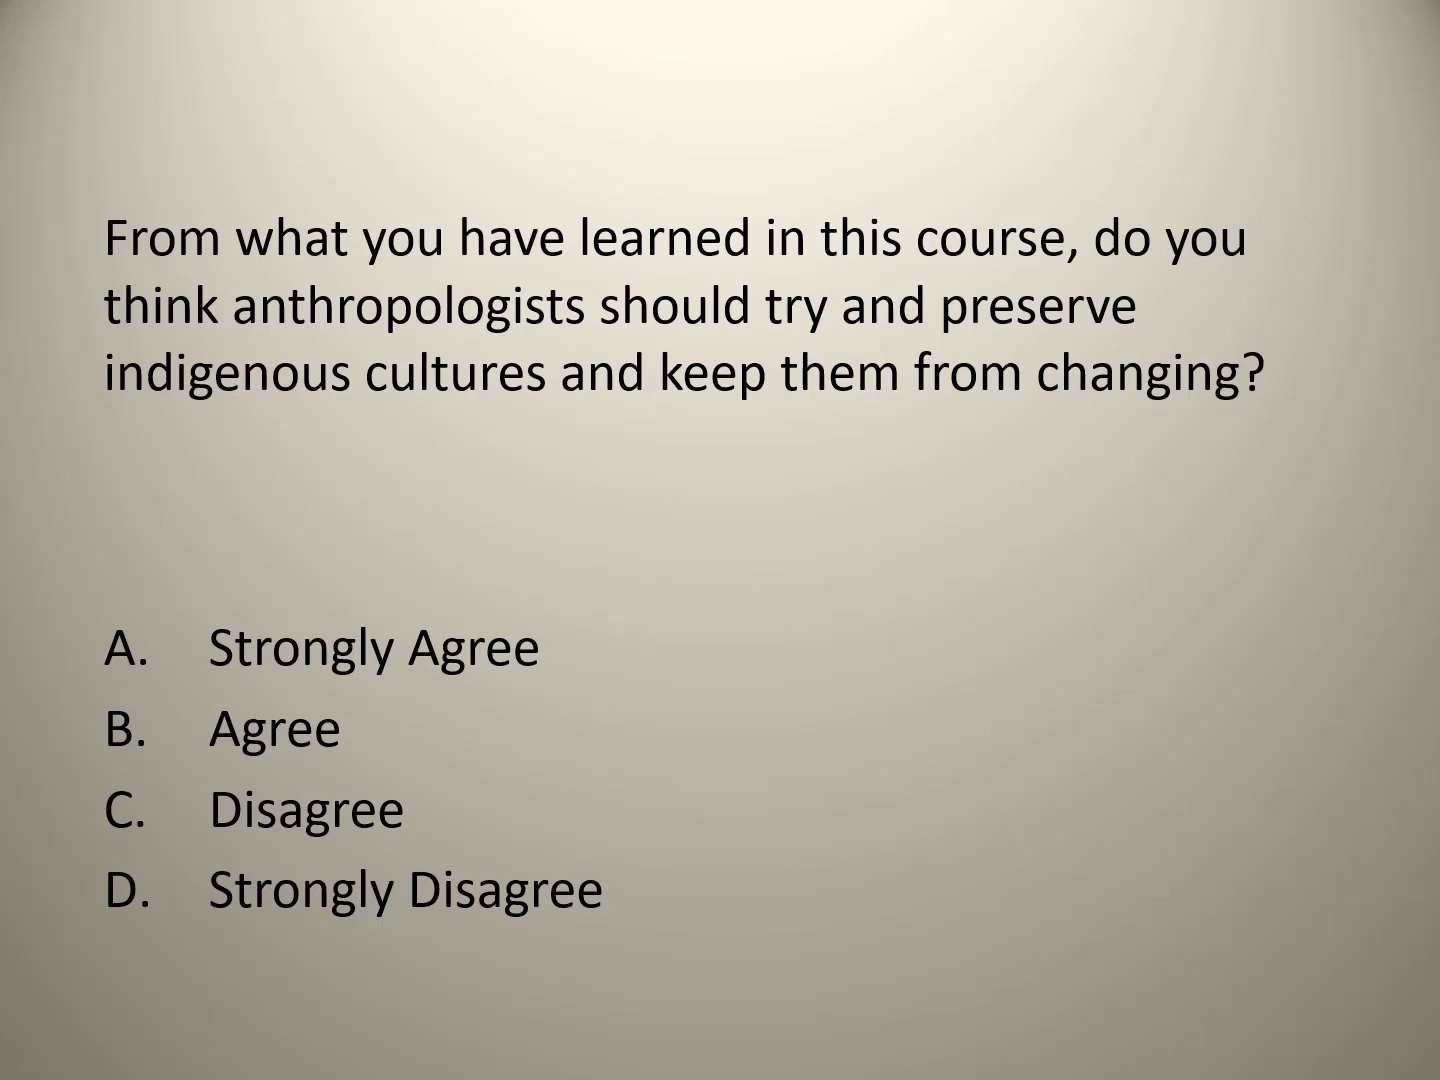 From what you have learned in this course, do you
think anthropologists should try and preserve
indigenous cultures and keep them from changing?
A. Strongly Agree
B. Agree
C. Disagree
D. Strongly Disagree